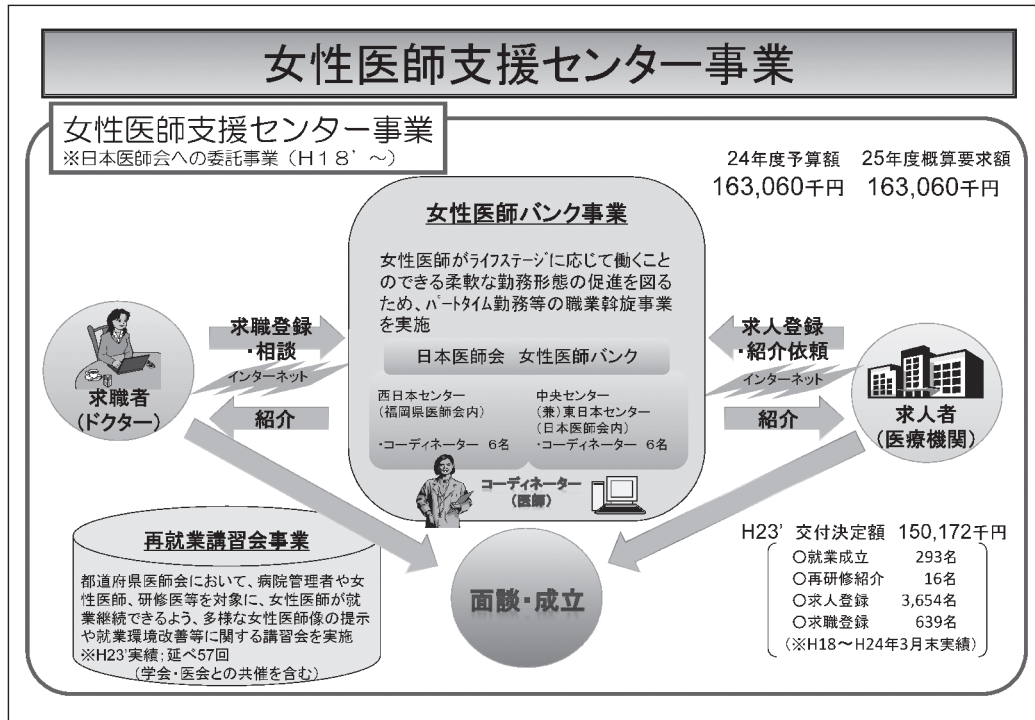 女性医師支援センター事業
女性医師支援センター事業
※日本医師会への委託事業(H18'~)
24年度予算額 25年度概算要求額
163,060千円 163,060千円
女性医師バンク事業
女性医師がライフステージに応じて働くこと
のできる柔軟な勤務形態の促進を図る
ため、パートタイム勤務等の職業斡旋事業
を実施
日本医師会 女性医師バンク
西日本センター
(福岡県医師会内)
・コーディネーター 6名
中央センター
(兼)東日本センター
(日本医師会内)
・コーディネーター 6名
コーディネーター
(医師)
求職登録
・相談
インターネット
紹介
求職者
(ドクター)
求人登録
・紹介依頼
インターネット
紹介
求人者
(医療機関)
面談・成立
再就業講習会事業
都道府県医師会において、病院管理者や女
性医師、研修医等を対象に、女性医師が就
業継続できるよう、多様な女性医師像の提示
や就業環境改善等に関する講習会を実施
※H23'実績;延べ57回
(学会・医会との共催を含む)
H23' 交付決定額 150,172千円
○就業成立 293名
○再研修紹介 16名
○求人登録 3,654名
○求職登録 639名
(※H18~H24年3月末実績)